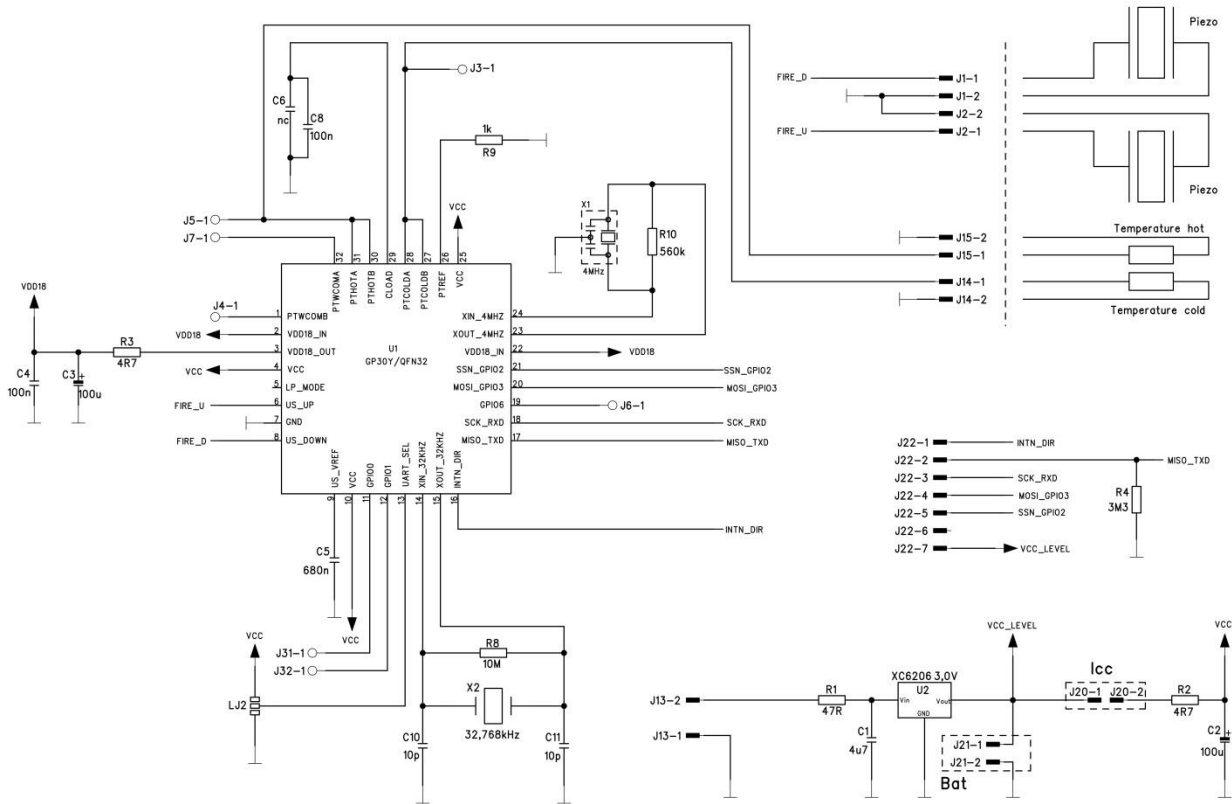 Piezo
J3-1
FIRE_D
J1-1
C6
nc
C8
100n
J1-2
J2-2
1k
R9
FIRE_U
J2-1
Piezo
VCC
X1
4MHz
R10
560k
J5-1
J7-1
Temperature hot
J15-2
J15-1
J14-1
J14-2
Temperature cold
32 31 30 29 28 27 26 25
PTWCOMA
PTHOTA
PTHOTB
CLOAD
PTCOLDA
PTCOLDB
PTREF
VCC
VDD18
J4-1
1 PTWCOMB
XIN_4MHZ 24
VDD18
2 VDD18_IN
XOUT_4MHZ 23
R3
4R7
3 VDD18_OUT
U1
GP30Y/QFN32
VDD18_IN 22
VDD18
C4
100n
C3
+
100u
VCC
4 VCC
SSN_GPIO2 21
SSN_GPIO2
5 LP_MODE
MOSI_GPIO3 20
MOSI_GPIO3
FIRE_U
6 US_UP
GPIO6 19
J6-1
7 GND
SCK_RXD 18
SCK_RXD
FIRE_D
8 US_DOWN
MISO_TXD 17
MISO_TXD
US_VREF
VCC
GPIO0
GPIO1
UART_SEL
XIN_32KHZ
XOUT_32KHZ
INTN_DIR
9 10 11 12 13 14 15 16
INTN_DIR
J22-1
INTN_DIR
J22-2
MISO_TXD
J22-3
SCK_RXD
J22-4
MOSI_GPIO3
J22-5
SSN_GPIO2
J22-6
J22-7
VCC_LEVEL
R4
3M3
C5
680n
VCC
J31-1
J32-1
VCC
LJ2
R8
10M
X2
32,768kHz
C10
10p
C11
10p
VCC_LEVEL
VCC
J13-2
J13-1
R1
47R
C1
4u7
XC6206 3,0V
U2
Vin
Vout
GND
Icc
J20-1 J20-2
R2
4R7
C2
+
100u
J21-1
J21-2
Bat